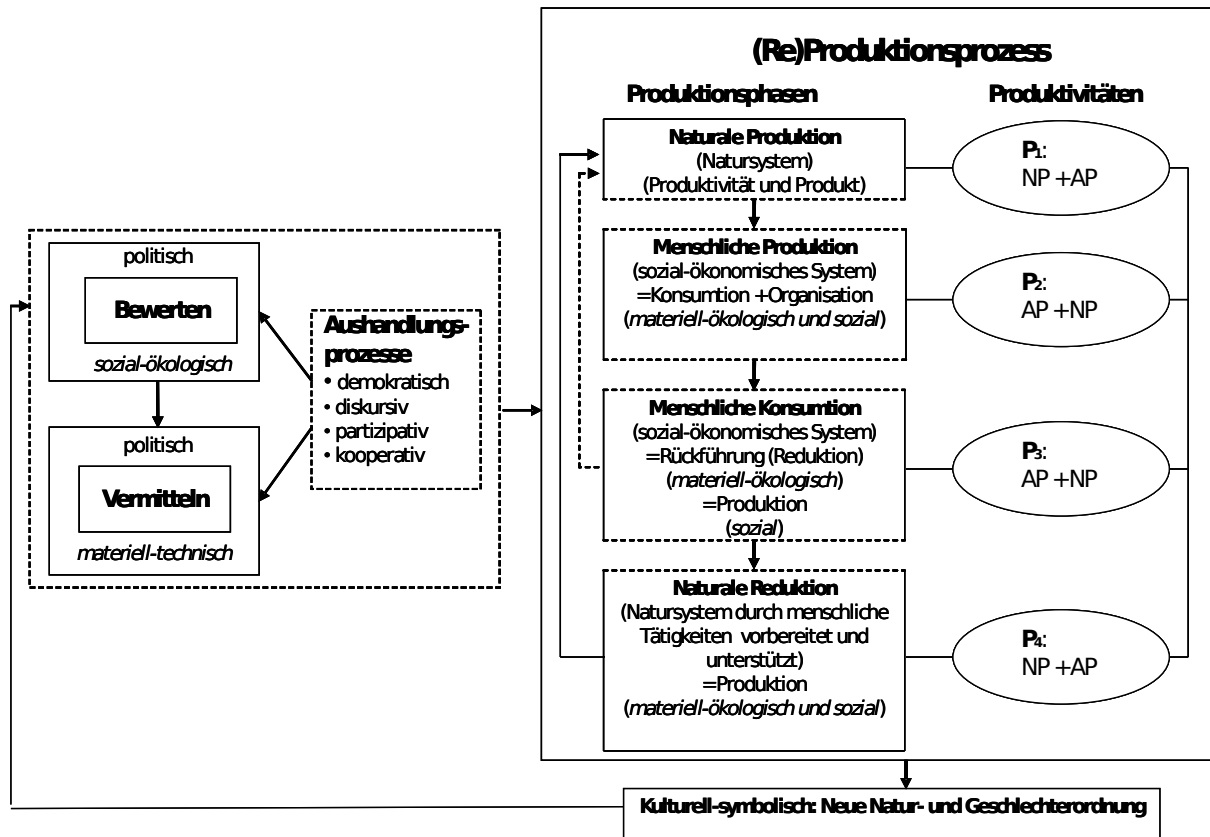 (Re)Produktionsprozess
Produktionsphasen
Produktivitäten
Naturale Produktion
(Natursystem)
(Produktivität und Produkt)
P1:
NP + AP
Menschliche Produktion
(sozial-ökonomisches System)
=Konsumtion + Organisation
(materiell-ökologisch und sozial)
P2:
AP + NP
Menschliche Konsumtion
(sozial-ökonomisches System)
=Rückführung (Reduktion)
(materiell-ökologisch)
=Produktion
(sozial)
P3:
AP + NP
Naturale Reduktion
(Natursystem durch menschliche
Tätigkeiten vorbereitet und
unterstützt)
=Produktion
(materiell-ökologisch und sozial)
P4:
NP + AP
politisch
Bewerten
sozial-ökologisch
politisch
Vermitteln
materiell-technisch
Aushandlungs-
prozesse
• demokratisch
• diskursiv
• partizipativ
• kooperativ
Kulturell-symbolisch: Neue Natur- und Geschlechterordnung